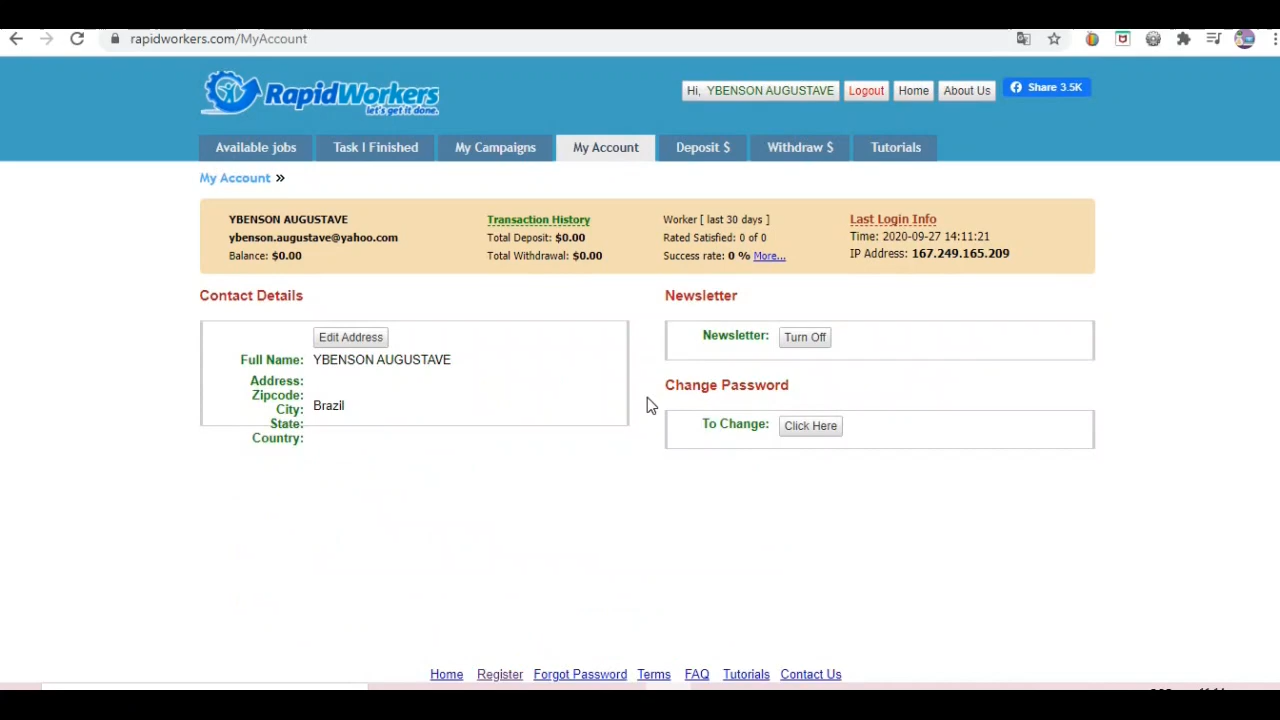 rapidworkers.com/MyAccount
RapidWorkers
let's get it done.
Hi, YBENSON AUGUSTAVE Logout Home About Us Share 3.5K
Available jobs Task I Finished My Campaigns My Account Deposit $ Withdraw $ Tutorials
My Account »
YBENSON AUGUSTAVE
ybenson.augustave@yahoo.com
Balance: $0.00
Transaction History
Total Deposit: $0.00
Total Withdrawal: $0.00
Worker [ last 30 days ]
Rated Satisfied: 0 of 0
Success rate: 0 % More...
Last Login Info
Time: 2020-09-27 14:11:21
IP Address: 167.249.165.209
Contact Details
Edit Address
Full Name: YBENSON AUGUSTAVE
Address:
Zipcode:
City: Brazil
State:
Country:
Newsletter
Newsletter: Turn Off
Change Password
To Change: Click Here
Home Register Forgot Password Terms FAQ Tutorials Contact Us